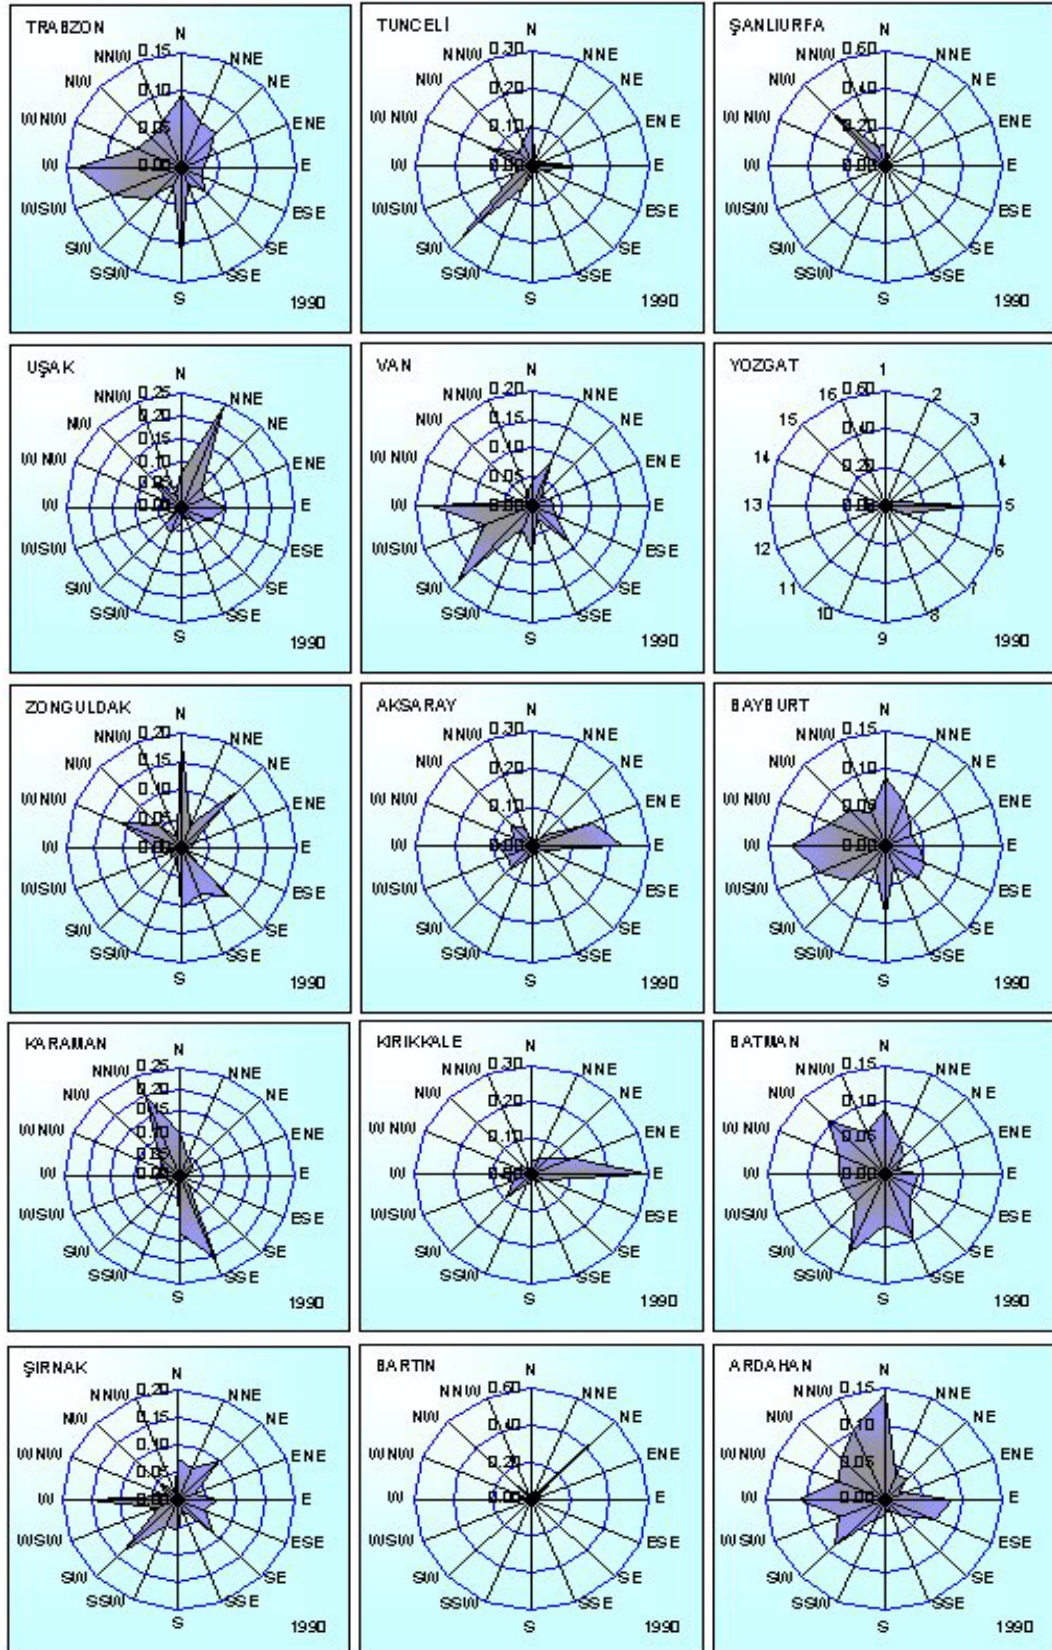 TRABZON
N
NNW 0.15 NNE
NW NE
0.10
WNW ENE
0.05
W 0.00 E
WSW ESE
SW SE
SSW SSE
S
1990
TUNCELİ
N
NNW 0.30 NNE
NW NE
0.20
WNW ENE
0.10
W 0.00 E
WSW ESE
SW SE
SSW SSE
S
1990
ŞANLIURFA
N
NNW 0.60 NNE
NW NE
0.40
WNW ENE
0.20
W 0.00 E
WSW ESE
SW SE
SSW SSE
S
1990
UŞAK
N
NNW 0.25 NNE
0.20
NW NE
0.15
WNW ENE
0.10
0.05
W 0.00 E
WSW ESE
SW SE
SSW SSE
S
1990
VAN
N
NNW 0.20 NNE
NW 0.15 NE
0.10
WNW ENE
0.05
W 0.00 E
WSW ESE
SW SE
SSW SSE
S
1990
YOZGAT
1
16 0.60 2
15 3
0.40
14 4
0.20
13 5
12 6
11 7
10 8
9
1990
ZONGULDAK
N
NNW 0.20 NNE
NW 0.15 NE
0.10
WNW ENE
0.05
W 0.00 E
WSW ESE
SW SE
SSW SSE
S
1990
AKSARAY
N
NNW 0.30 NNE
NW NE
0.20
WNW ENE
0.10
W 0.00 E
WSW ESE
SW SE
SSW SSE
S
1990
BAYBURT
N
NNW 0.15 NNE
NW NE
0.10
WNW ENE
0.05
W 0.00 E
WSW ESE
SW SE
SSW SSE
S
1990
KARAMAN
N
NNW 0.25 NNE
0.20
NW NE
0.15
WNW 0.10 ENE
0.05
W 0.00 E
WSW ESE
SW SE
SSW SSE
S
1990
KIRIKKALE
N
NNW 0.30 NNE
NW 0.20 NE
WNW 0.10 ENE
W 0.00 E
WSW ESE
SW SE
SSW SSE
S
1990
BATMAN
N
NNW 0.15 NNE
NW 0.10 NE
WNW 0.05 ENE
W 0.00 E
WSW ESE
SW SE
SSW SSE
S
1990
ŞIRNAK
N
NNW 0.20 NNE
NW 0.15 NE
WNW 0.10 ENE
0.05
W 0.00 E
WSW ESE
SW SE
SSW SSE
S
1990
BARTIN
N
NNW 0.60 NNE
NW 0.40 NE
WNW 0.20 ENE
W 0.00 E
WSW ESE
SW SE
SSW SSE
S
1990
ARDAHAN
N
NNW 0.15 NNE
NW 0.10 NE
WNW 0.05 ENE
W 0.00 E
WSW ESE
SW SE
SSW SSE
S
1990